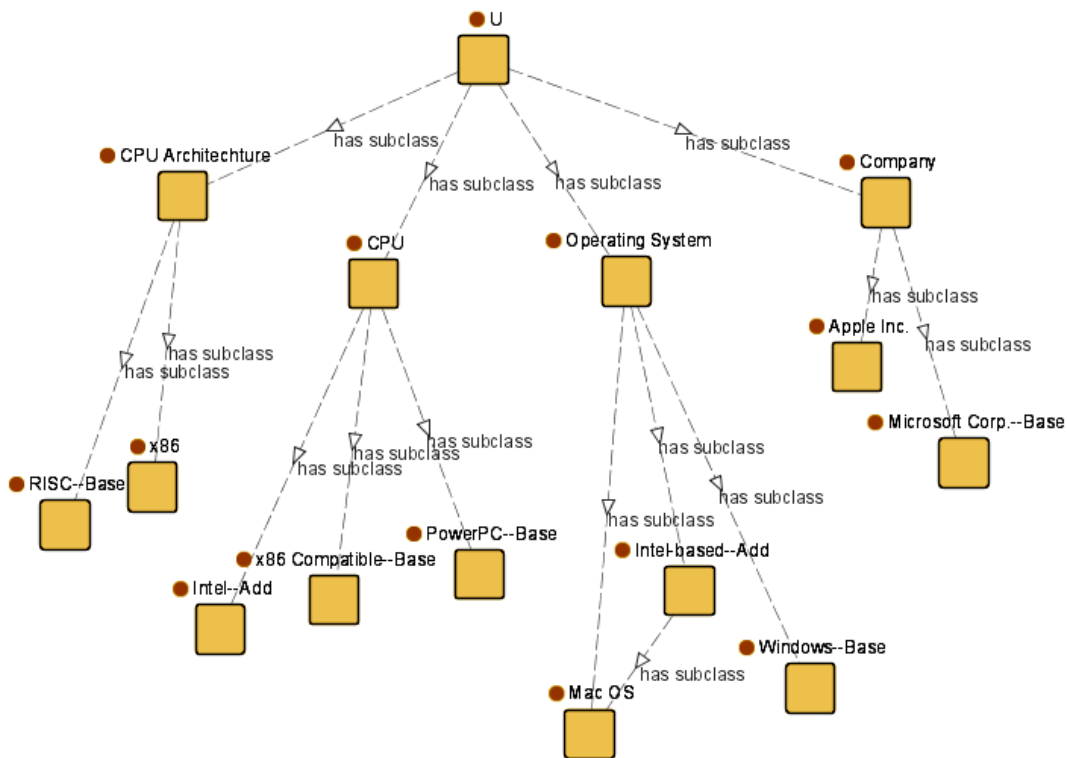 U
has subclass
has subclass
has subclass
has subclass
CPU Architechture
Company
CPU
Operating System
has subclass
has subclass
has subclass
has subclass
Apple Inc.
Microsoft Corp.--Base
x86
RISC--Base
has subclass
has subclass
has subclass
has subclass
has subclass
has subclass
PowerPC--Base
x86 Compatible--Base
Intel--Add
Intel-based--Add
Windows--Base
has subclass
Mac OS